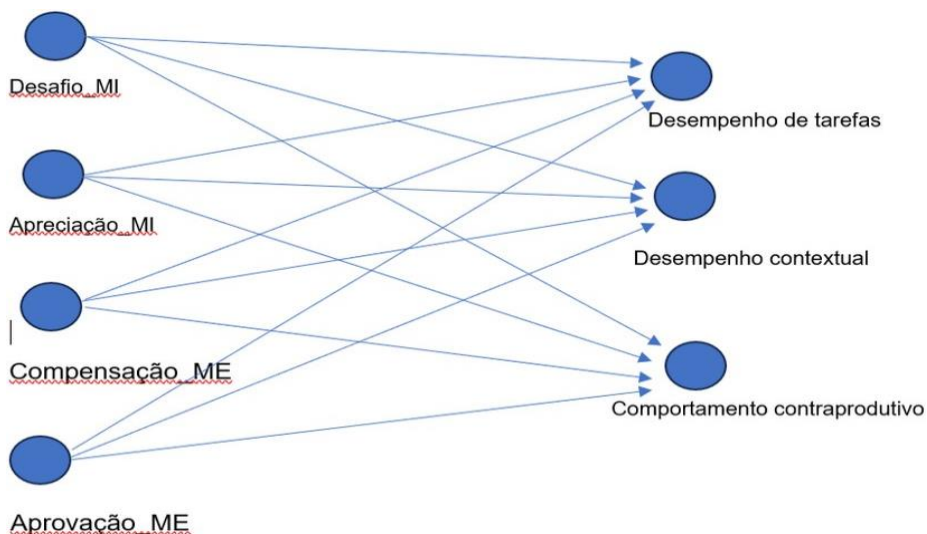 Desafio_MI
Desempenho de tarefas
Apreciação_MI
Desempenho contextual
Compensação_ME
Comportamento contraprodutivo
Aprovação_ME